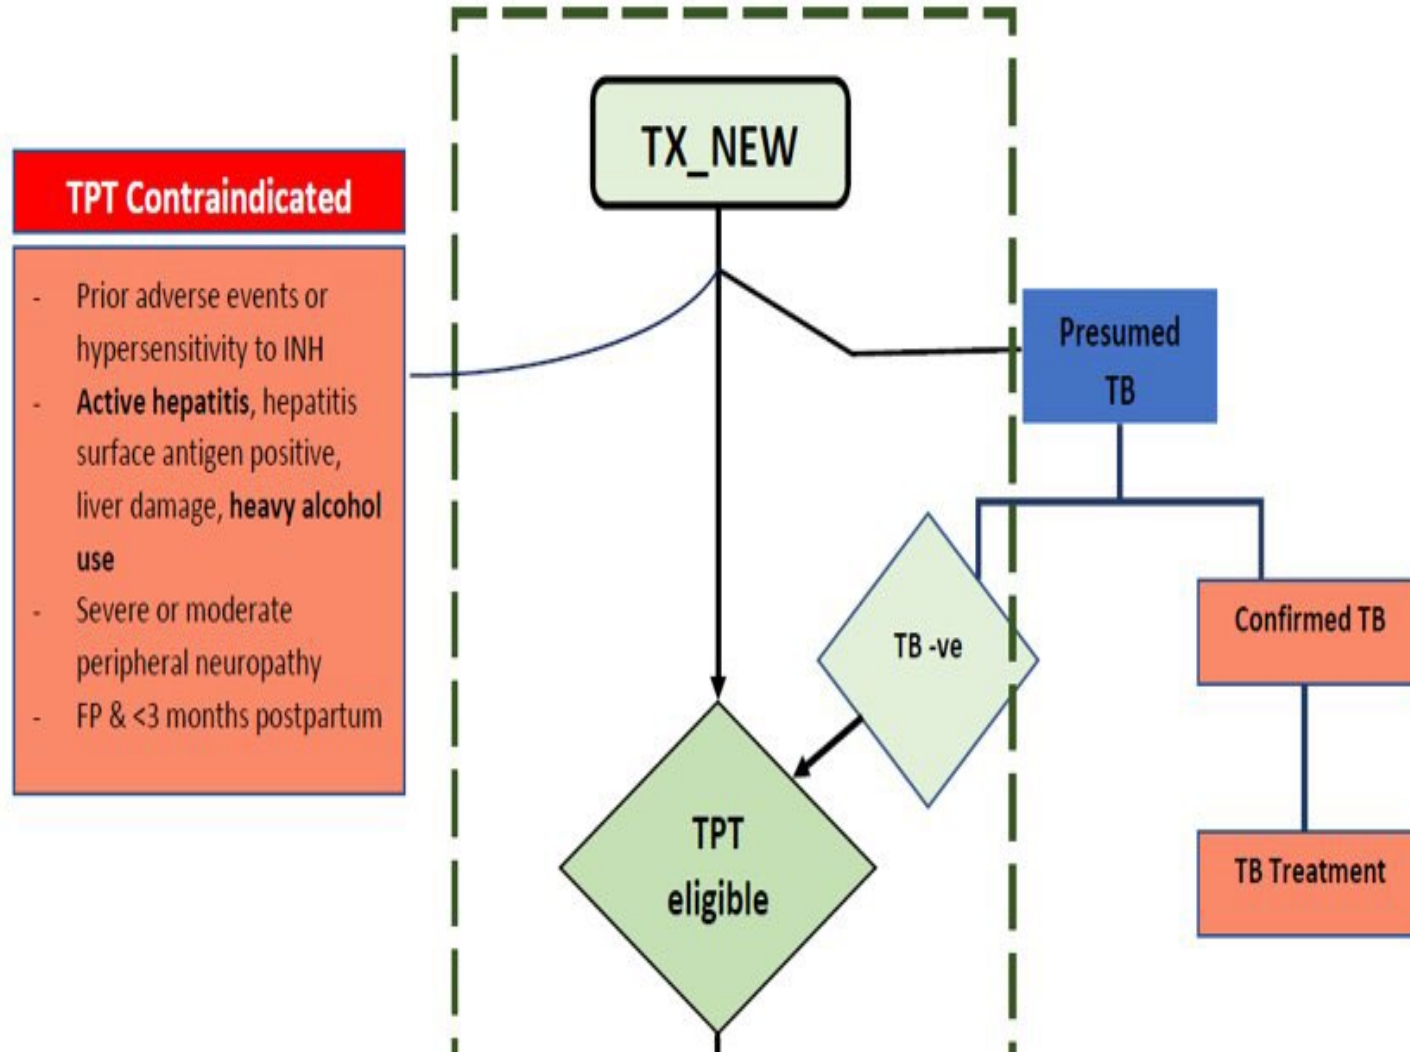 TX_NEW
TPT Contraindicated
- Prior adverse events or
hypersensitivity to INH
- Active hepatitis, hepatitis
surface antigen positive,
liver damage, heavy alcohol
use
- Severe or moderate
peripheral neuropathy
- FP & <3 months postpartum
Presumed
TB
TB -ve
Confirmed TB
TPT
eligible
TB Treatment